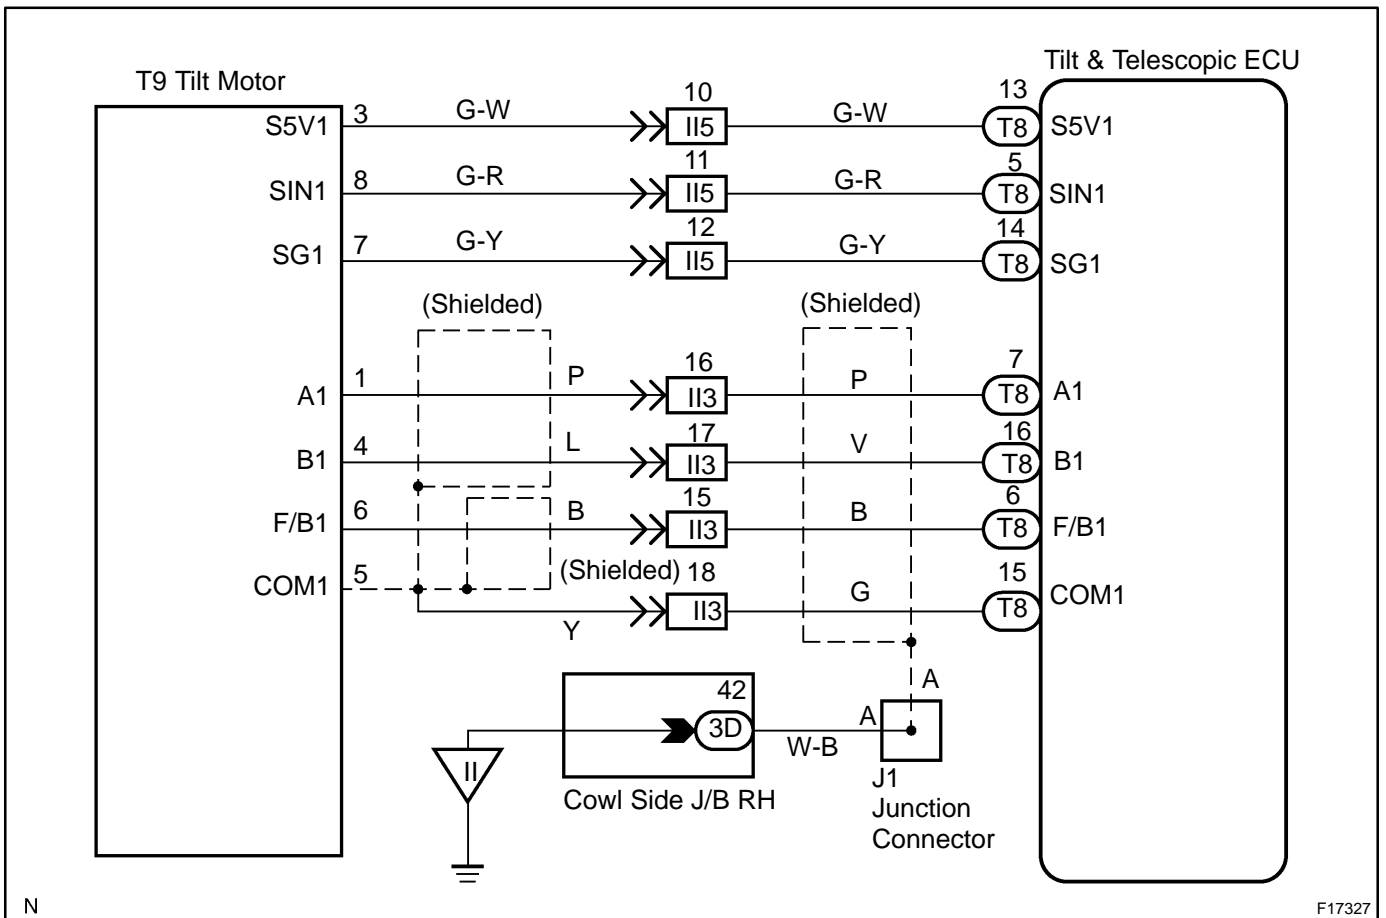 Tilt & Telescopic ECU
T9 Tilt Motor
S5V1 3 G-W 10 II5 G-W 13 T8 S5V1
SIN1 8 G-R 11 II5 G-R 5 T8 SIN1
SG1 7 G-Y 12 II5 G-Y 14 T8 SG1
(Shielded) (Shielded)
A1 1 P 16 II3 P 7 T8 A1
B1 4 L 17 II3 V 16 T8 B1
F/B1 6 B 15 II3 B 6 T8 F/B1
COM1 5 (Shielded) 18 II3 G 15 T8 COM1
Y
A
42
3D W-B A
II
Cowl Side J/B RH
J1
Junction
Connector
N
F17327